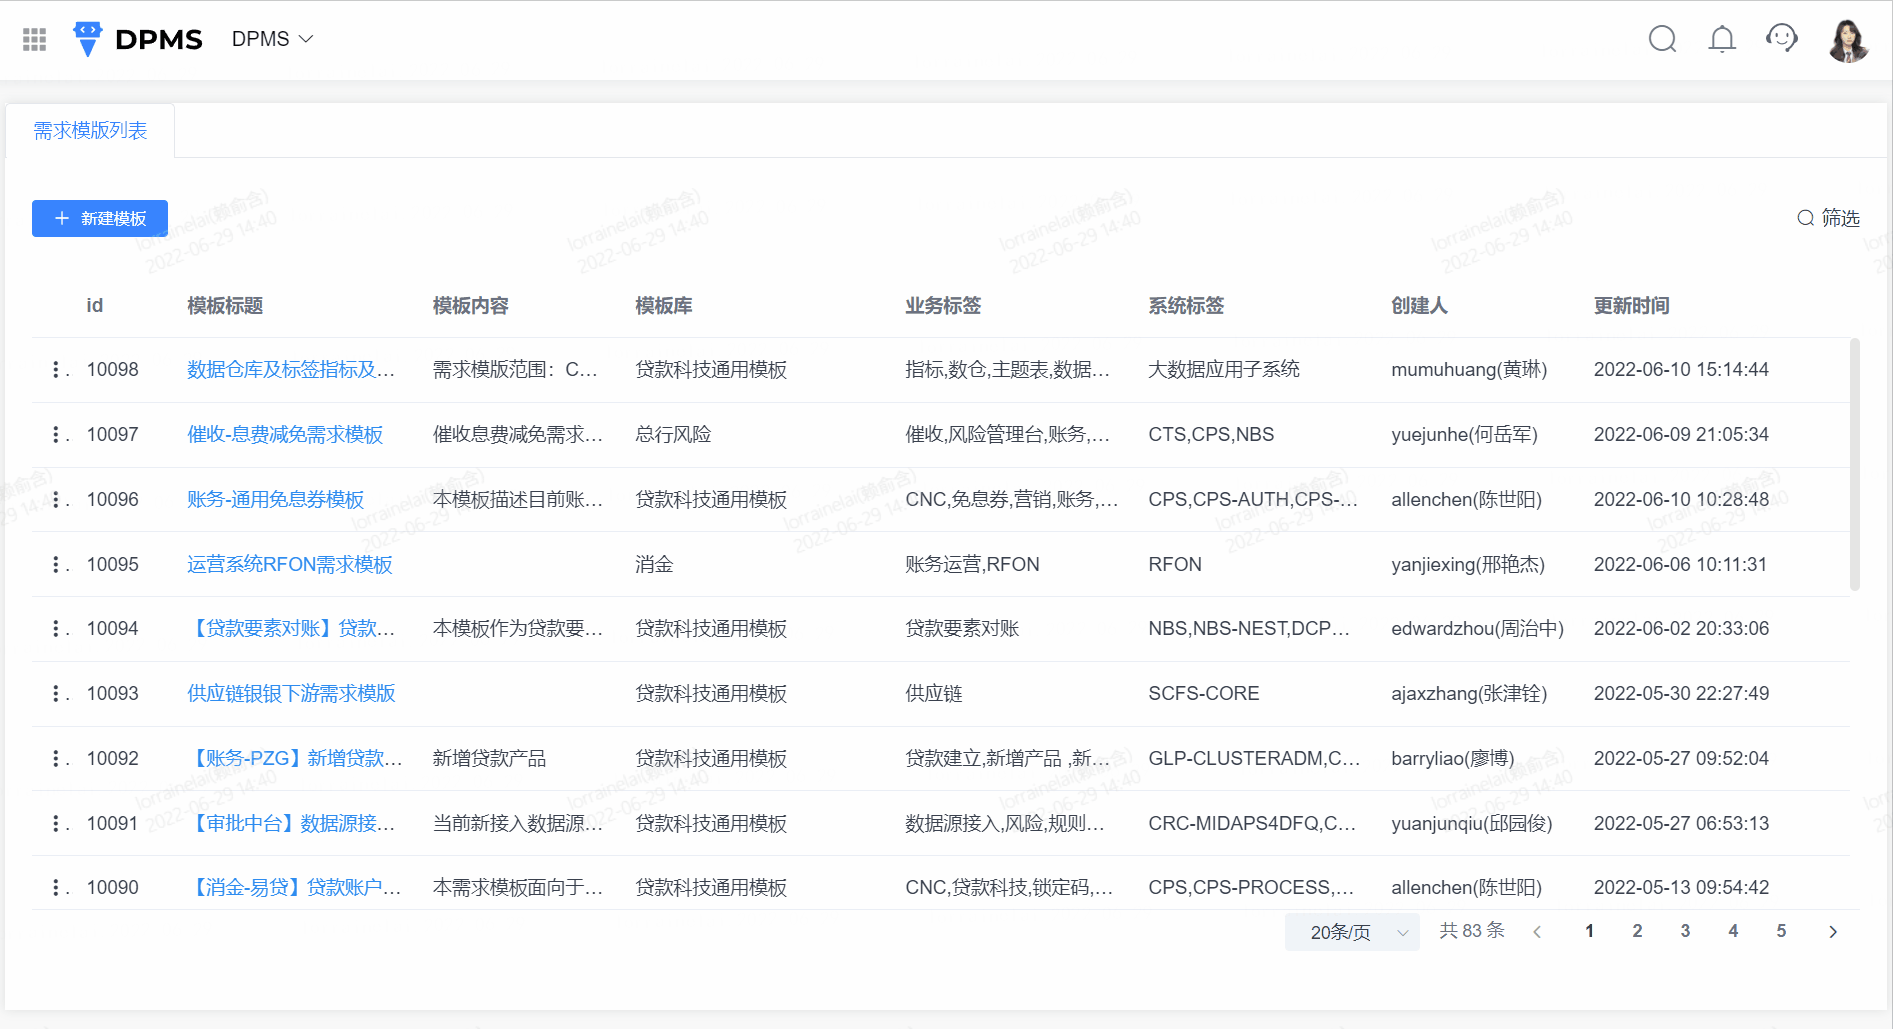 DPMS DPMS
需求模版列表
新建模板 筛选
id 模板标题 模板内容 模板库 业务标签 系统标签 创建人 更新时间
10098 数据仓库及标签指标及... 需求模版范围：C... 贷款科技通用模板 指标,数仓,主题表,数据... 大数据应用子系统 mumuhuang(黄琳) 2022-06-10 15:14:44
10097 催收-息费减免需求模板 催收息费减免需求... 总行风险 催收,风险管理台,账务,... CTS,CPS,NBS yuejunhe(何岳军) 2022-06-09 21:05:34
10096 账务-通用免息券模板 本模板描述目前账... 贷款科技通用模板 CNC,免息券,营销,账务,... CPS,CPS-AUTH,CPS-... allenchen(陈世阳) 2022-06-10 10:28:48
10095 运营系统RFON需求模板 消金 账务运营,RFON RFON yanjiexing(邢艳杰) 2022-06-06 10:11:31
10094 【贷款要素对账】贷款... 本模板作为贷款要... 贷款科技通用模板 贷款要素对账 NBS,NBS-NEST,DCP... edwardzhou(周治中) 2022-06-02 20:33:06
10093 供应链银银下游需求模版 贷款科技通用模板 供应链 SCFS-CORE ajaxzhang(张津铨) 2022-05-30 22:27:49
10092 【账务-PZG】新增贷款... 新增贷款产品 贷款科技通用模板 贷款建立,新增产品 ,新... GLP-CLUSTERADM,C... barryliao(廖博) 2022-05-27 09:52:04
10091 【审批中台】数据源接... 当前新接入数据源... 贷款科技通用模板 数据源接入,风险,规则... CRC-MIDAPS4DFQ,C... yuanjunqiu(邱园俊) 2022-05-27 06:53:13
10090 【消金-易贷】贷款账户... 本需求模板面向于... 贷款科技通用模板 CNC,贷款科技,锁定码,... CPS,CPS-PROCESS,... allenchen(陈世阳) 2022-05-13 09:54:42
20条/页 共 83 条 1 2 3 4 5
lorrainelai(赖俞含)
2022-06-29 14:40